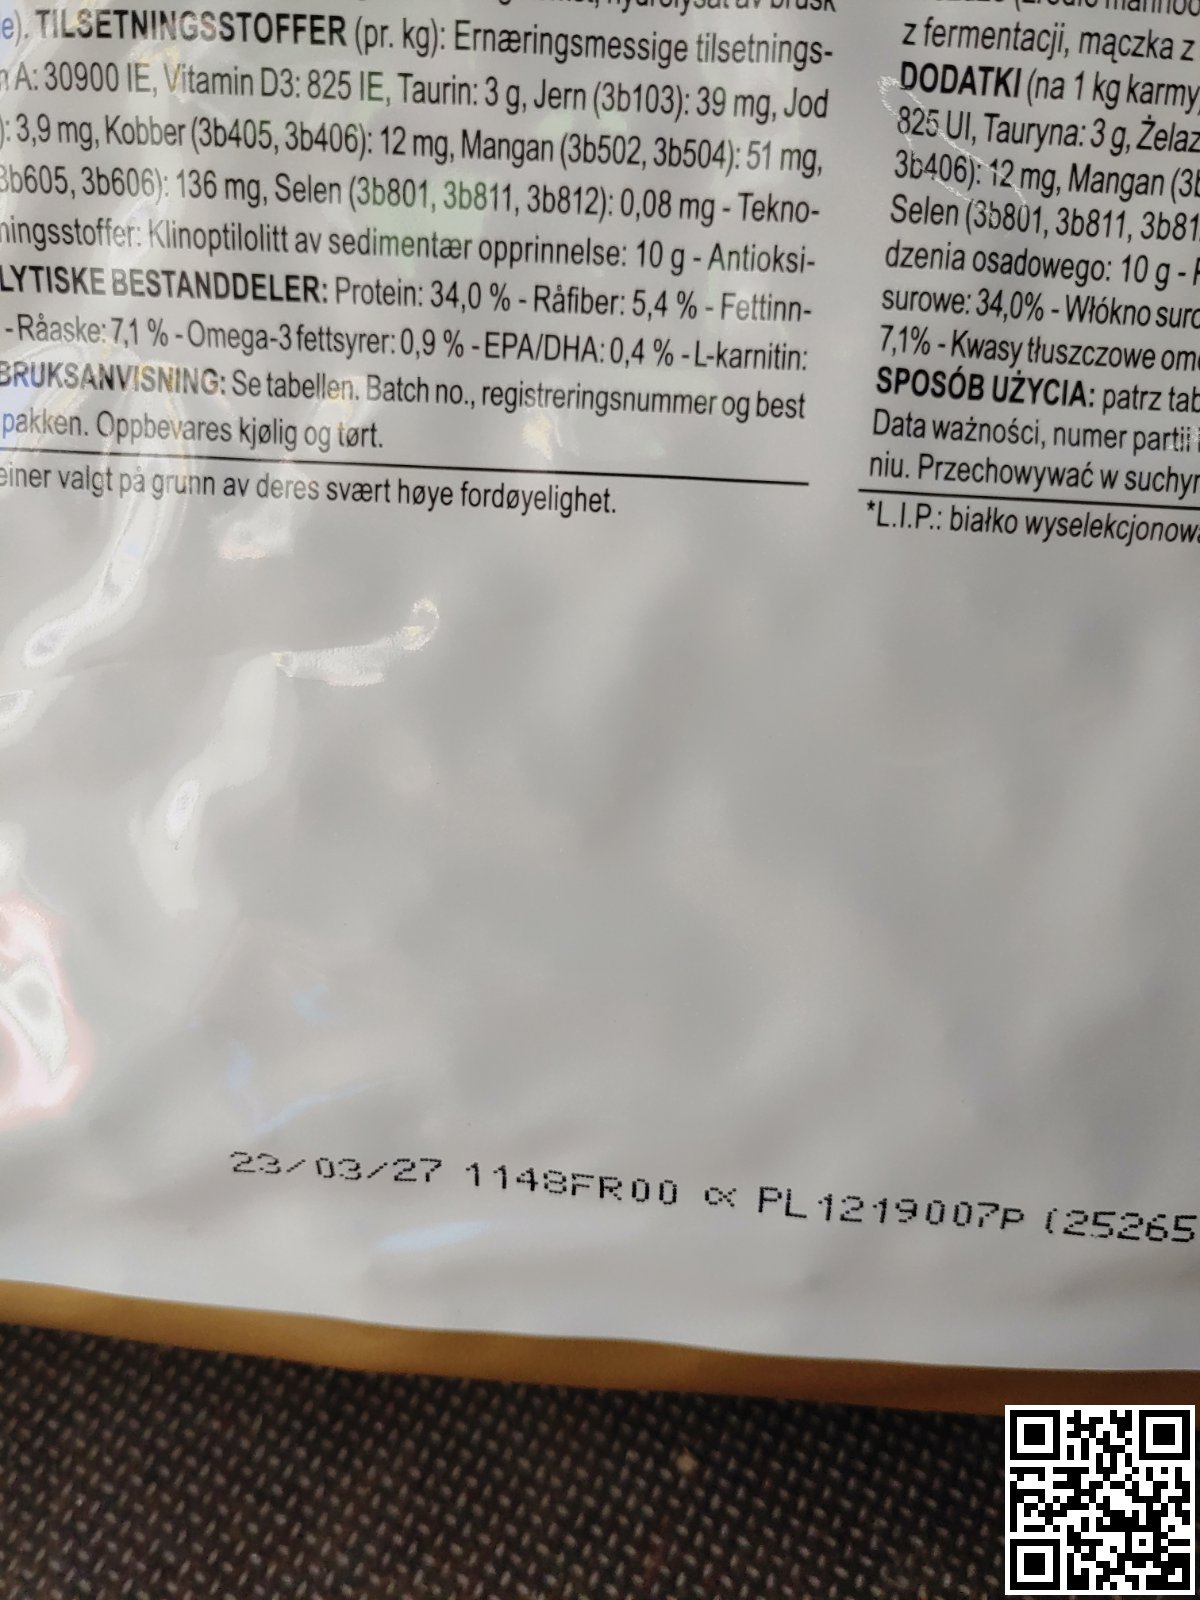 TILSETNINGSSTOFFER (pr. kg): Ernæringsmessige tilsetnings-
A: 30900 IE, Vitamin D3: 825 IE, Taurin: 3 g, Jern (3b103): 39 mg, Jod
): 3,9 mg, Kobber (3b405, 3b406): 12 mg, Mangan (3b502, 3b504): 51 mg,
3b605, 3b606): 136 mg, Selen (3b801, 3b811, 3b812): 0,08 mg - Tekno-
ningsstoffer: Klinoptilolitt av sedimentær opprinnelse: 10 g - Antioksi-
LYTISKE BESTANDDELER: Protein: 34,0 % - Råfiber: 5,4 % - Fettinn-
- Råaske: 7,1 % - Omega-3 fettsyrer: 0,9 % - EPA/DHA: 0,4 % - L-karnitin:
BRUKSANVISNING: Se tabellen. Batch no., registreringsnummer og best
pakken. Oppbevares kjølig og tørt.
einer valgt på grunn av deres svært høye fordøyelighet.
z fermentacji, mączka z
DODATKI (na 1 kg karmy
825 UI, Tauryna: 3 g, Żelaz
3b406): 12 mg, Mangan (3b
Selen (3b801, 3b811, 3b81
dzenia osadowego: 10 g -
surowe: 34,0% - Włókno suro
7,1% - Kwasy tłuszczowe ome
SPOSÓB UŻYCIA: patrz tab
Data ważności, numer partii
niu. Przechowywać w suchym
*L.I.P.: białko wyselekcjonowa
23/03/27 1148FR00 ∝ PL1219007P (25265